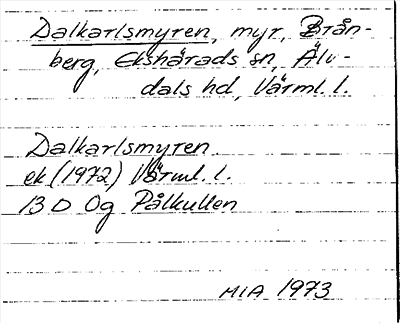 Dalkarlsmyren, myr, Brån-
berg, Ekshärads sn, Älv-
dals hd, Värml. l.
Dalkarlsmyren
ek (1972) Värml. l.
13 D 0g Pålkullen
MIA 1973